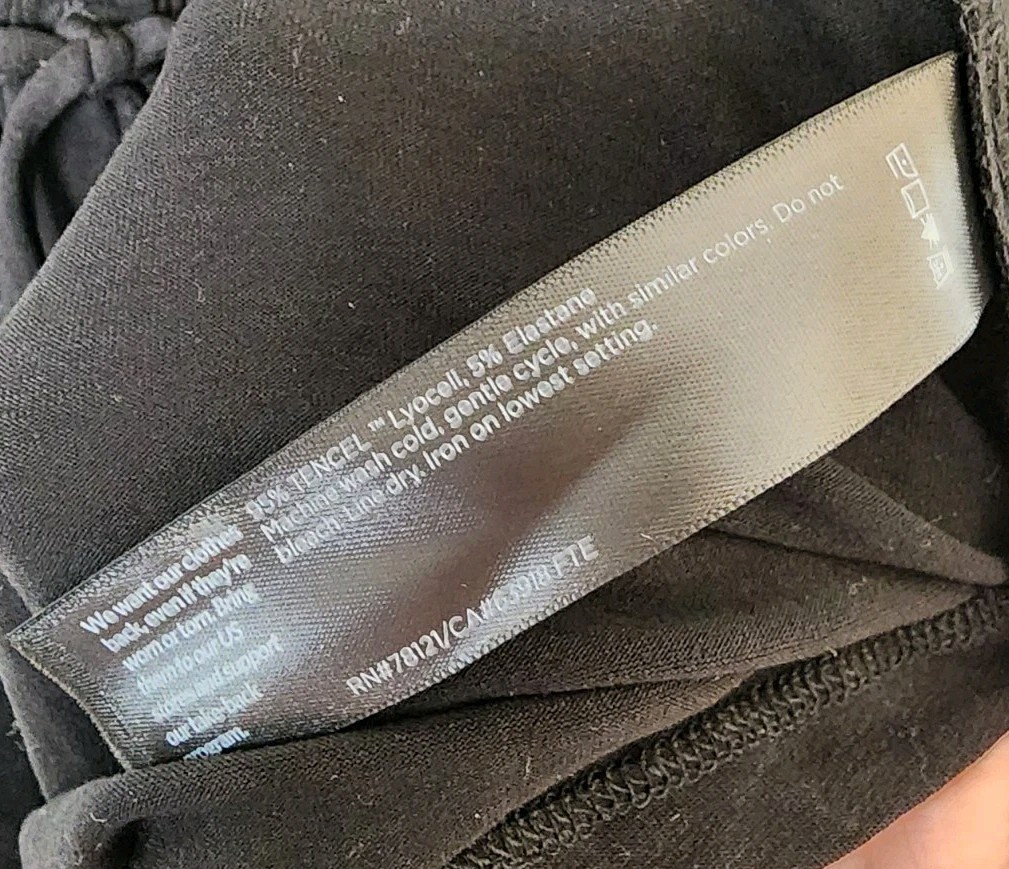 We want our clothes
back, even if they're
worn or torn. Bring
them to our US
stores and support
our take-back
program.
95% TENCEL™ Lyocell, 5% Elastane
Machine wash cold, gentle cycle, with similar colors. Do not
bleach. Line dry. Iron on lowest setting.
RN#78121/CA# FTE